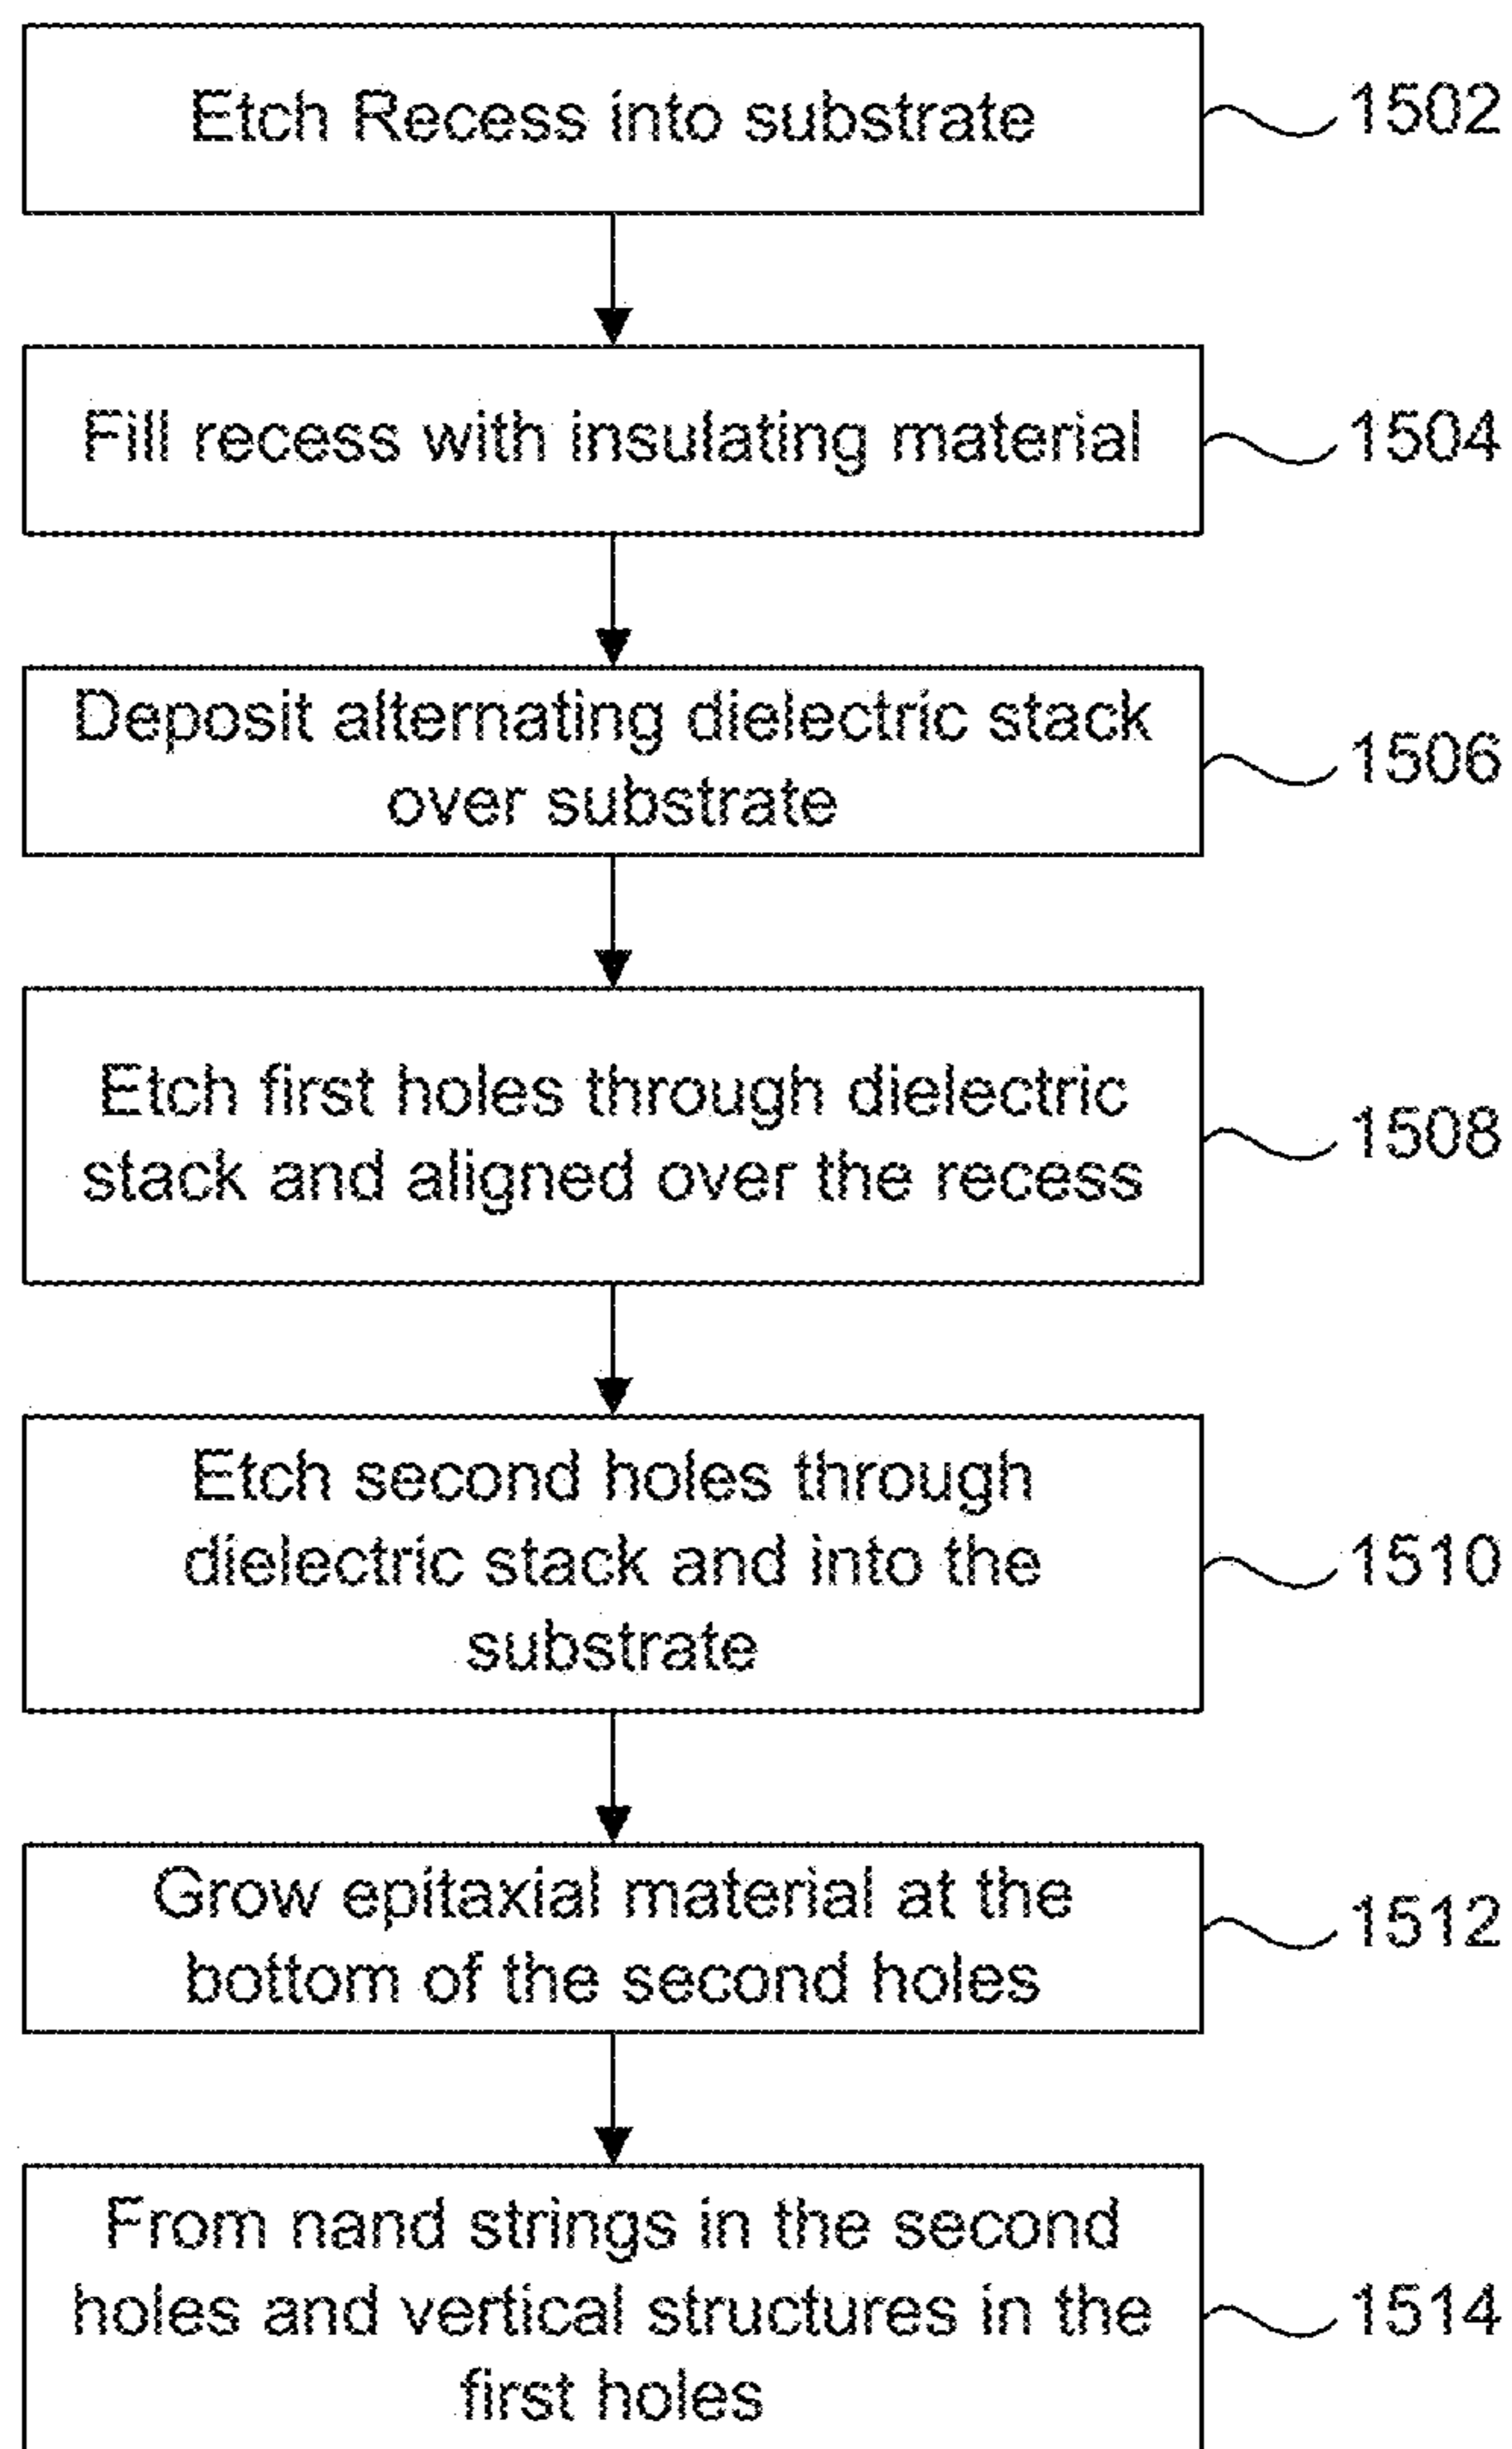 Etch Recess into substrate
1502
Fill recess with insulating material
1504
Deposit alternating dielectric stack
over substrate
1506
Etch first holes through dielectric
stack and aligned over the recess
1508
Etch second holes through
dielectric stack and into the
substrate
1510
Grow epitaxial material at the
bottom of the second holes
1512
From nand strings in the second
holes and vertical structures in the
first holes
1514